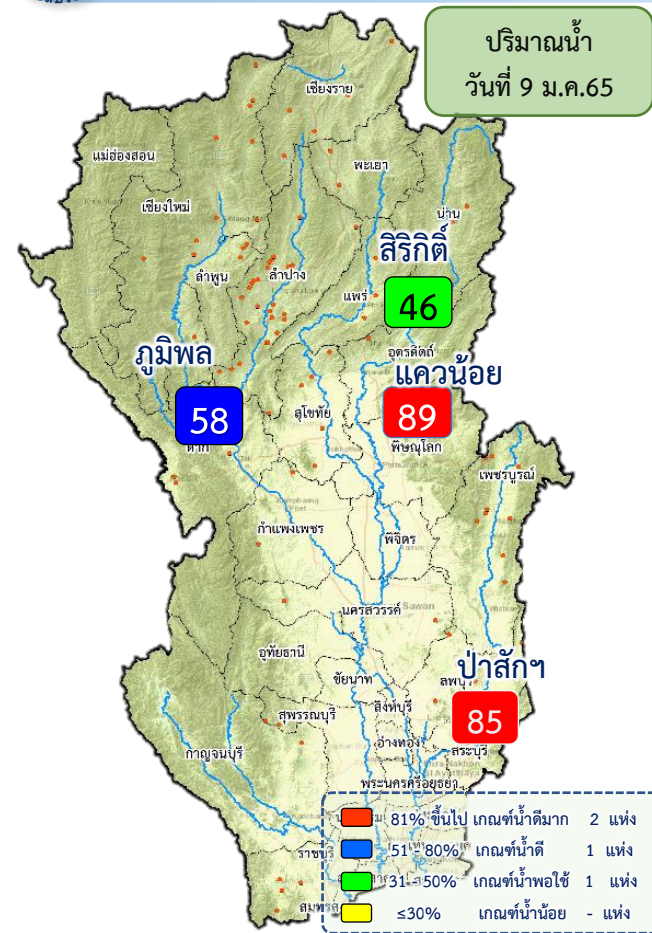 ปริมาณน้ำ
วันที่ 9 ม.ค.65
เชียงราย
แม่ฮ่องสอน
พะเยา
เชียงใหม่
น่าน
สิริกิติ์
ลำพูน
ลำปาง
แพร่
46
อุตรดิตถ์
ภูมิพล
แควน้อย
58
สุโขทัย
89
ตาก
พิษณุโลก
เพชรบูรณ์
กำแพงเพชร
พิจิตร
นครสวรรค์
Sawan
อุทัยธานี
ป่าสักฯ
ชัยนาท
ลพบุรี
สุพรรณบุรี
สิงห์บุรี
85
อ่างทอง
กาญจนบุรี
สระบุรี
พระนครศรีอยุธยา
81% ขึ้นไป เกณฑ์น้ำดีมาก 2 แห่ง
51 - 80% เกณฑ์น้ำดี 1 แห่ง
ราชบุรี
31 - 50% เกณฑ์น้ำพอใช้ 1 แห่ง
≤30% เกณฑ์น้ำน้อย - แห่ง